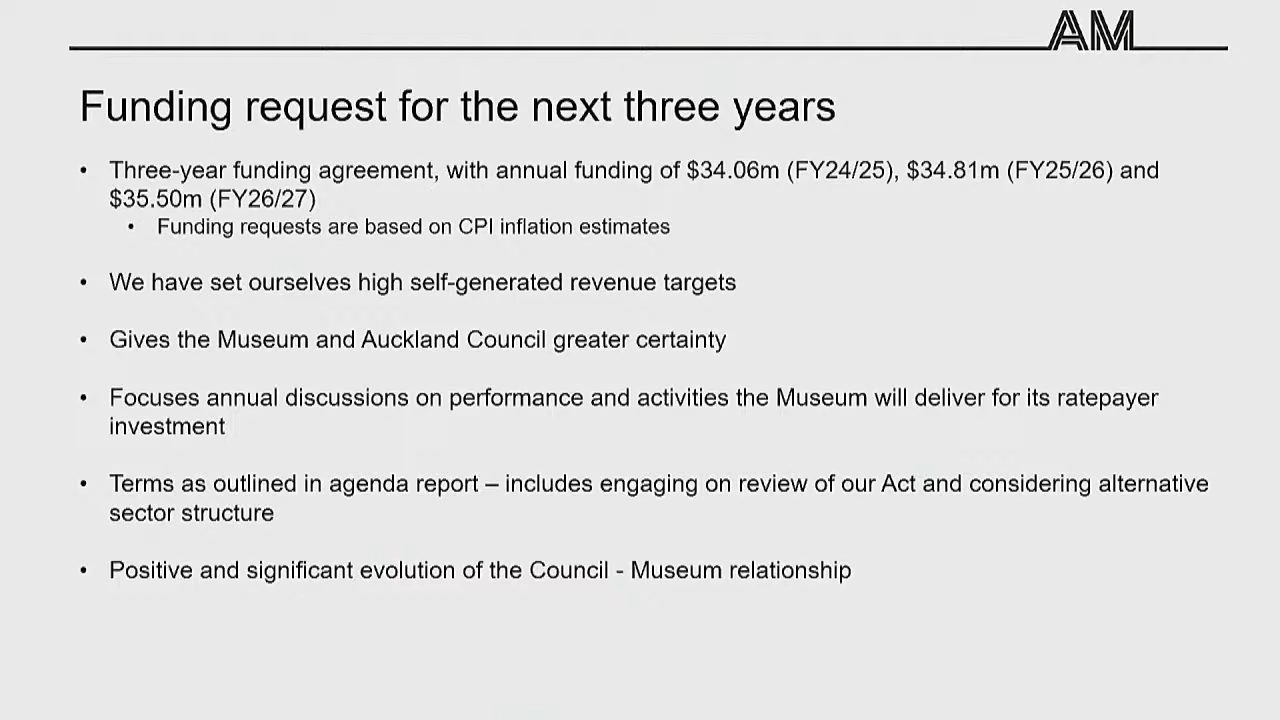 AM
Funding request for the next three years
• Three-year funding agreement, with annual funding of $34.06m (FY24/25), $34.81m (FY25/26) and
$35.50m (FY26/27)
• Funding requests are based on CPI inflation estimates
• We have set ourselves high self-generated revenue targets
• Gives the Museum and Auckland Council greater certainty
• Focuses annual discussions on performance and activities the Museum will deliver for its ratepayer
investment
• Terms as outlined in agenda report – includes engaging on review of our Act and considering alternative
sector structure
• Positive and significant evolution of the Council - Museum relationship